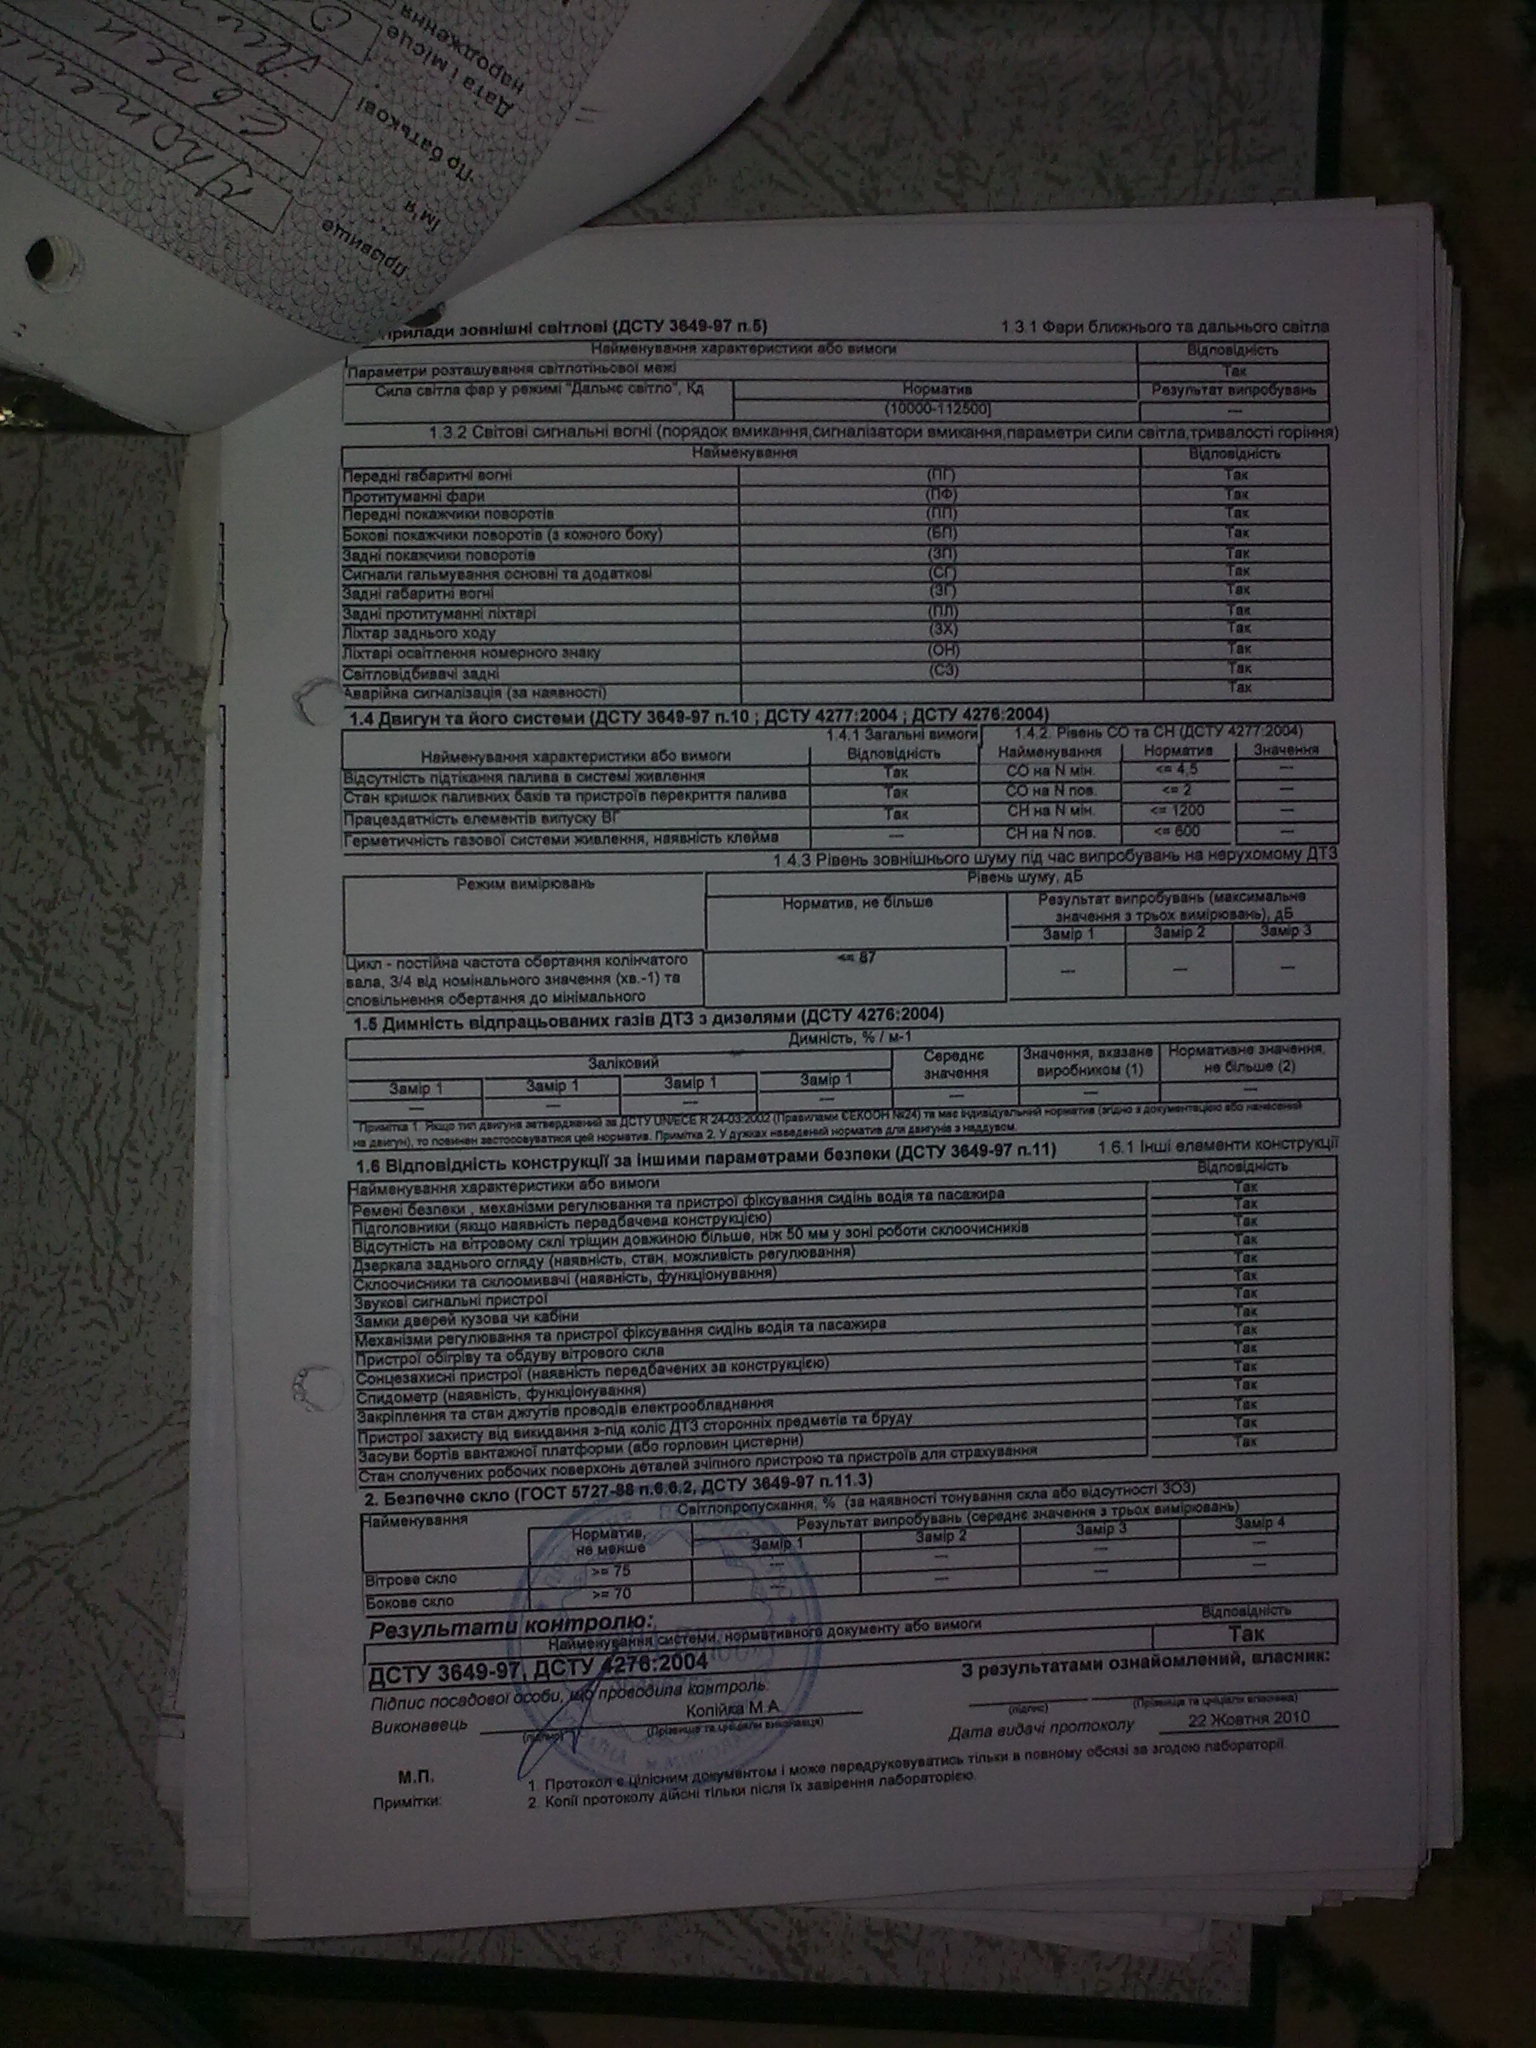 Дата і місце
народження
По батькові
Ім'я
Прізвище
Прилади зовнішні світлові (ДСТУ 3649-97 п.5) 1.3.1 Фари ближнього та дальнього світла
Найменування характеристики або вимоги Відповідність
Параметри розташування світлотіньової межі Так
Сила світла фар у режимі "Дальнє світло", Кд Норматив Результат випробувань
(10000-112500] ---
1.3.2 Світові сигнальні вогні (порядок вмикання,сигналізатори вмикання,параметри сили світла,тривалості горіння)
Найменування Відповідність
Передні габаритні вогні (ПГ) Так
Протитуманні фари (ПФ) Так
Передні покажчики поворотів (ПП) Так
Бокові покажчики поворотів (з кожного боку) (БП) Так
Задні покажчики поворотів (ЗП) Так
Сигнали гальмування основні та додаткові (СГ) Так
Задні габаритні вогні (ЗГ) Так
Задні протитуманні ліхтарі (ПЛ) Так
Ліхтар заднього ходу (ЗХ) Так
Ліхтарі освітлення номерного знаку (ОН) Так
Світловідбивачі задні (СЗ) Так
Аварійна сигналізація (за наявності) Так
1.4 Двигун та його системи (ДСТУ 3649-97 п.10 ; ДСТУ 4277:2004 ; ДСТУ 4276:2004)
1.4.1 Загальні вимоги 1.4.2. Рівень СО та СН (ДСТУ 4277:2004)
Найменування характеристики або вимоги Відповідність Найменування Норматив Значення
Відсутність підтікання палива в системі живлення Так СО на N мін. <= 4,5 ---
Стан кришок паливних баків та пристроїв перекриття палива Так СО на N пов. <= 2 ---
Працездатність елементів випуску ВГ Так СН на N мін. <= 1200 ---
Герметичність газової системи живлення, наявність клейма --- СН на N пов. <= 600 ---
1.4.3 Рівень зовнішнього шуму під час випробувань на нерухомому ДТЗ
Режим вимірювань Рівень шуму, дБ
Норматив, не більше Результат випробувань (максимальне
значення з трьох вимірювань), дБ
Замір 1 Замір 2 Замір 3
Цикл - постійна частота обертання колінчатого <= 87
вала, 3/4 від номінального значення (хв.-1) та --- --- ---
сповільнення обертання до мінімального
1.5 Димність відпрацьованих газів ДТЗ з дизелями (ДСТУ 4276:2004)
Димність, % / м-1
Заліковий Середнє значення Значення, вказане виробником (1) Нормативне значення, не більше (2)
Замір 1 Замір 1 Замір 1 Замір 1
--- --- --- --- --- --- ---
Примітка 1. Якщо тип двигуна затверджений за ДСТУ UN/ECE R 24-03:2002 (Правилами ЄЕКООН №24) та має індивідуальний норматив (згідно з документацією або нанесений
на двигун), то повинен застосовуватися цей норматив. Примітка 2. У дужках наведений норматив для двигунів з наддувом.
1.6 Відповідність конструкції за іншими параметрами безпеки (ДСТУ 3649-97 п.11) 1.6.1 Інші елементи конструкції
Найменування характеристики або вимоги Відповідність
Ремені безпеки , механізми регулювання та пристрої фіксування сидінь водія та пасажира Так
Підголовники (якщо наявність передбачена конструкцією) Так
Відсутність на вітровому склі тріщин довжиною більше, ніж 50 мм у зоні роботи склоочисників Так
Дзеркала заднього огляду (наявність, стан, можливість регулювання) Так
Склоочисники та склоомивачі (наявність, функціонування) Так
Звукові сигнальні пристрої Так
Замки дверей кузова чи кабіни Так
Механізми регулювання та пристрої фіксування сидінь водія та пасажира Так
Пристрої обігріву та обдуву вітрового скла Так
Сонцезахисні пристрої (наявність передбачених за конструкцією) Так
Спидометр (наявність, функціонування) Так
Закріплення та стан джгутів проводів електрообладнання Так
Пристрої захисту від викидання з-під коліс ДТЗ сторонніх предметів та бруду Так
Засуви бортів вантажної платформи (або горловин цистерни) Так
Стан сполучених робочих поверхонь деталей зчіпного пристрою та пристроїв для страхування Так
2. Безпечне скло (ГОСТ 5727-88 п.6.6.2, ДСТУ 3649-97 п.11.3)
Найменування Світлопропускання, % (за наявності тонування скла або відсутності ЗОЗ)
Норматив, не менше Результат випробувань (середнє значення з трьох вимірювань)
Замір 1 Замір 2 Замір 3 Замір 4
Вітрове скло >= 75 --- --- --- ---
Бокове скло >= 70 --- --- --- ---
Результати контролю:
Найменування системи, нормативного документу або вимоги Відповідність
ДСТУ 3649-97, ДСТУ 4276:2004 Так
Підпис посадової особи, що проводила контроль. З результатами ознайомлений, власник:
Виконавець Копійка М.А.
(підпис) (Прізвище та ініціали виконавця) (підпис) (Прізвище та ініціали власника)
Дата видачі протоколу 22 Жовтня 2010
М.П.
Примітки: 1. Протокол є цілісним документом і може передруковуватись тільки в повному обсязі за згодою лабораторії.
2. Копії протоколу дійсні тільки після їх завірення лабораторією.